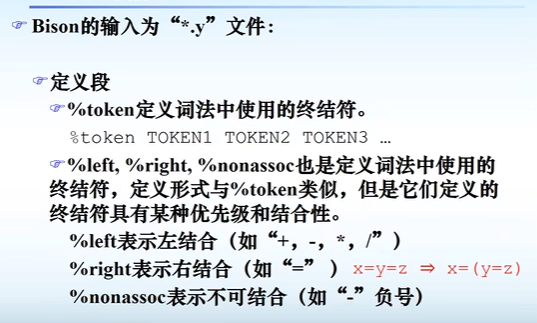 Bison的输入为“*.y”文件：
定义段
%token定义词法中使用的终结符。
%token TOKEN1 TOKEN2 TOKEN3 …
%left, %right, %nonassoc也是定义词法中使用的
终结符，定义形式与%token类似，但是它们定义的
终结符具有某种优先级和结合性。
%left表示左结合（如“+，-，*，/”）
%right表示右结合（如“=”） x=y=z ⇒ x=(y=z)
%nonassoc表示不可结合（如“-”负号）